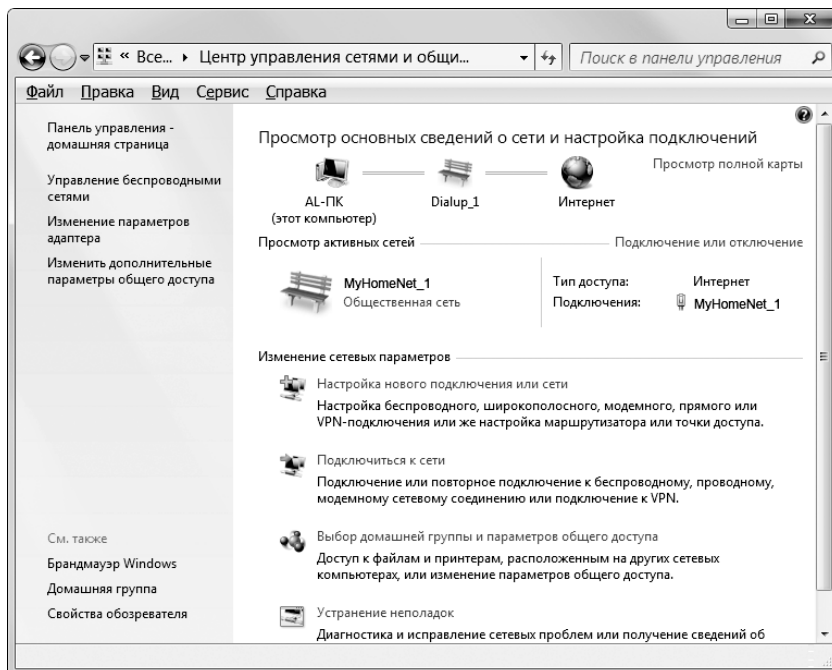 « Все... Центр управления сетями и общи... Поиск в панели управления
Файл Правка Вид Сервис Справка
Панель управления -
домашняя страница
Управление беспроводными
сетями
Изменение параметров
адаптера
Изменить дополнительные
параметры общего доступа
См. также
Брандмауэр Windows
Домашняя группа
Свойства обозревателя
Просмотр основных сведений о сети и настройка подключений
Просмотр полной карты
AL-ПК Dialup_1 Интернет
(этот компьютер)
Просмотр активных сетей Подключение или отключение
MyHomeNet_1 Тип доступа: Интернет
Общественная сеть Подключения: MyHomeNet_1
Изменение сетевых параметров
Настройка нового подключения или сети
Настройка беспроводного, широкополосного, модемного, прямого или
VPN-подключения или же настройка маршрутизатора или точки доступа.
Подключиться к сети
Подключение или повторное подключение к беспроводному, проводному,
модемному сетевому соединению или подключение к VPN.
Выбор домашней группы и параметров общего доступа
Доступ к файлам и принтерам, расположенным на других сетевых
компьютерах, или изменение параметров общего доступа.
Устранение неполадок
Диагностика и исправление сетевых проблем или получение сведений об